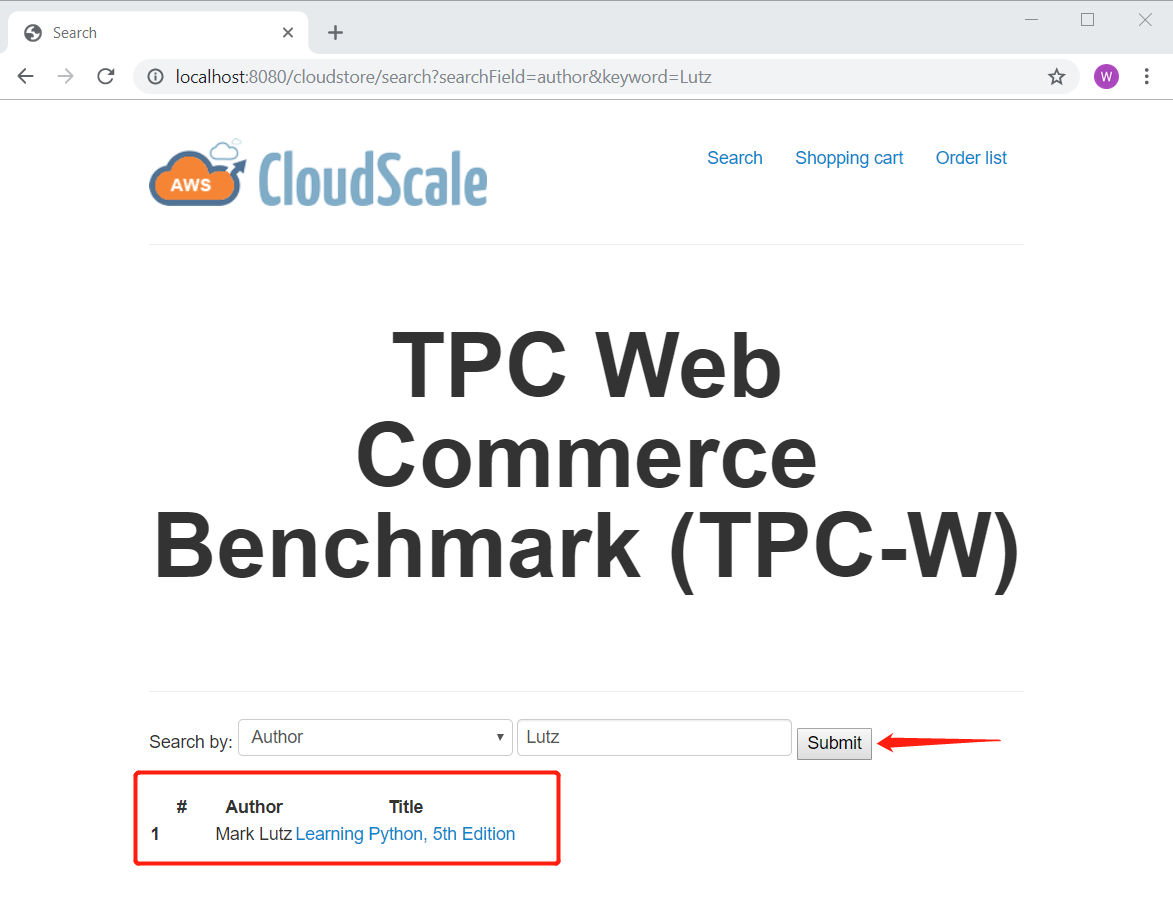 Search
localhost:8080/cloudstore/search?searchField=author&keyword=Lutz
W
AWS CloudScale
Search Shopping cart Order list
TPC Web
Commerce
Benchmark (TPC-W)
Search by: Author Lutz Submit
# Author Title
1 Mark Lutz Learning Python, 5th Edition